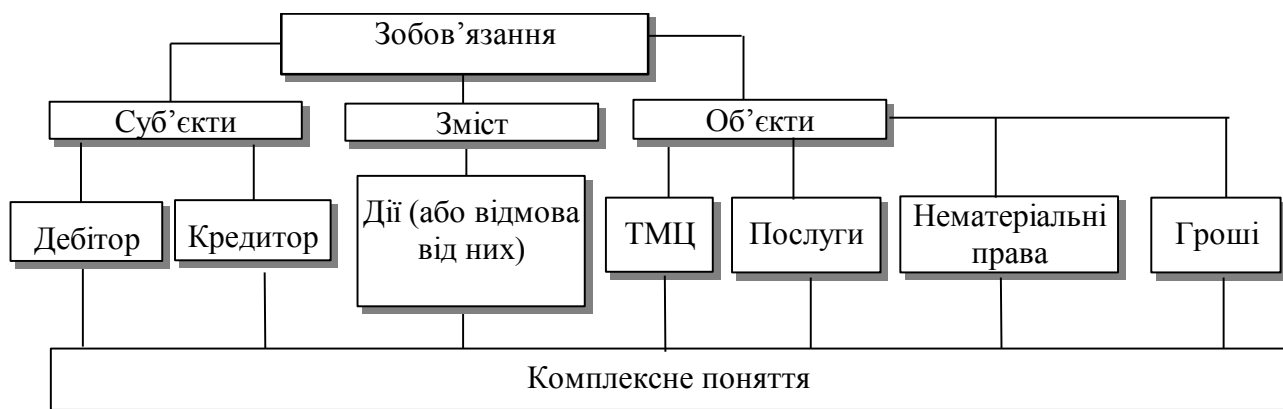 Зобов’язання
Суб’єкти
Зміст
Об’єкти
Дебітор
Кредитор
Дії (або відмова
від них)
ТМЦ
Послуги
Нематеріальні
права
Гроші
Комплексне поняття